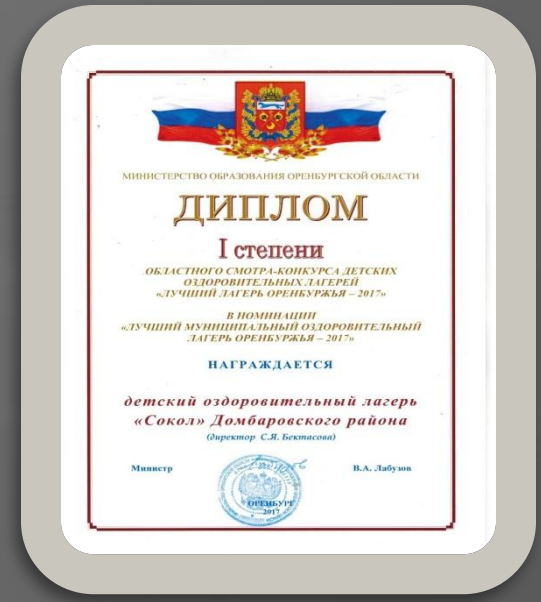 МИНИСТЕРСТВО ОБРАЗОВАНИЯ ОРЕНБУРГСКОЙ ОБЛАСТИ
ДИПЛОМ
I степени
ОБЛАСТНОГО СМОТРА-КОНКУРСА ДЕТСКИХ
ОЗДОРОВИТЕЛЬНЫХ ЛАГЕРЕЙ
«ЛУЧШИЙ ЛАГЕРЬ ОРЕНБУРЖЬЯ – 2017»
В НОМИНАЦИИ
«ЛУЧШИЙ МУНИЦИПАЛЬНЫЙ ОЗДОРОВИТЕЛЬНЫЙ
ЛАГЕРЬ ОРЕНБУРЖЬЯ – 2017»
НАГРАЖДАЕТСЯ
детский оздоровительный лагерь
«Сокол» Домбаровского района
(директор С.Я. Бектасова)
Министр В.А. Лабузов
ОРЕНБУРГ
2017